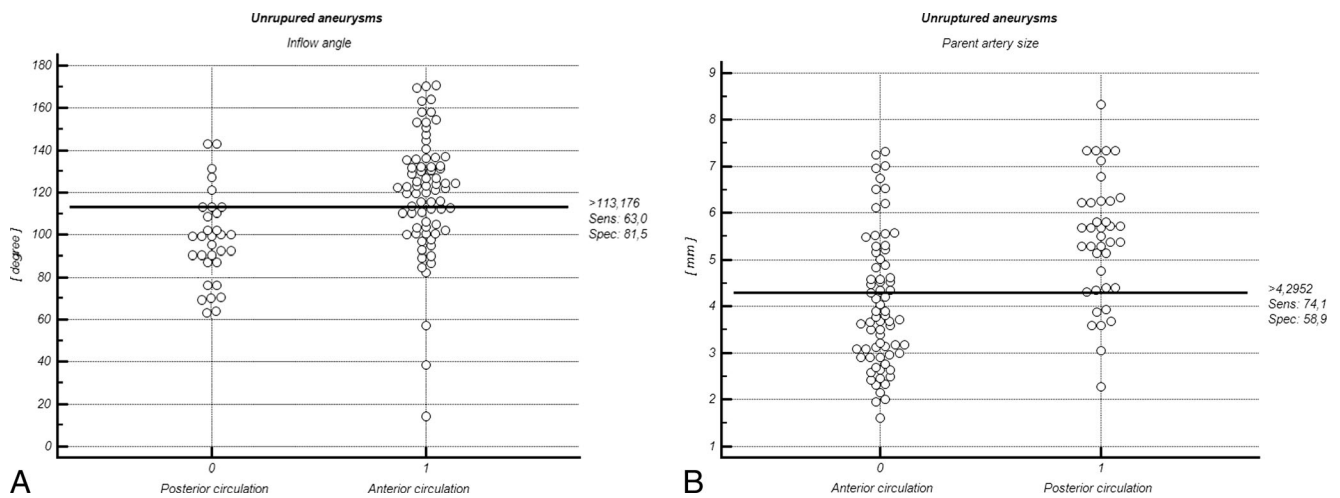 Unrupured aneurysms
Inflow angle
180
160
140
120
100
80
60
40
20
0
[ degree]
>113,176
Sens: 63,0
Spec: 81,5
0
1
Posterior circulation
Anterior circulation
A
Unruptured aneurysms
Parent artery size
9
8
7
6
5
4
3
2
1
[ mm ]
>4,2952
Sens: 74,1
Spec: 58,9
0
1
Anterior circulation
Posterior circulation
B